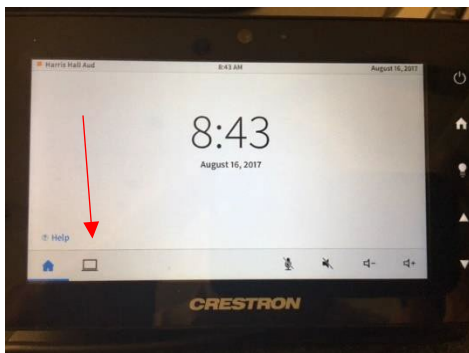 Harris Hall Aud 8:43 AM August 16, 2017
8:43
August 16, 2017
Help
CRESTRON